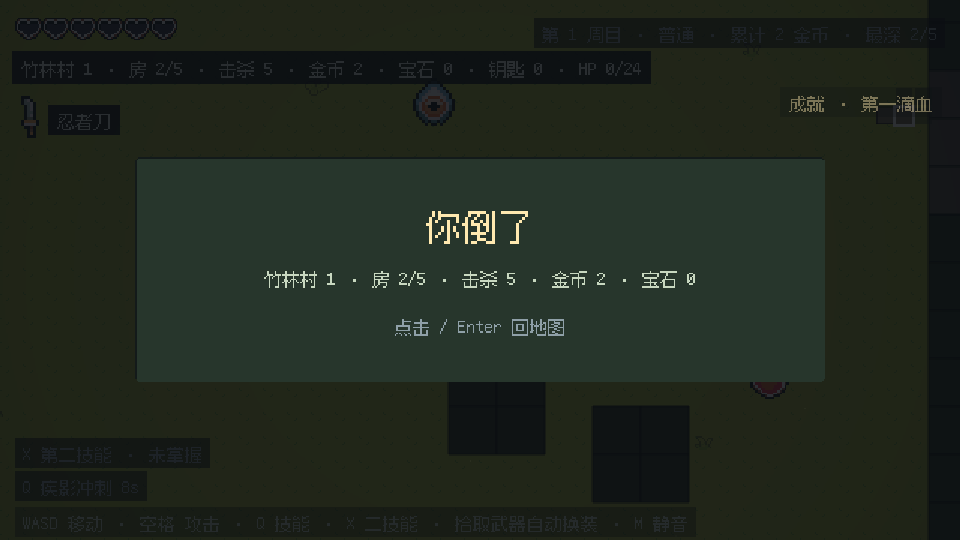 第 1 周目 · 普通 · 累计 2 金币 · 最深 2/5
竹林村 1 · 房 2/5 · 击杀 5 · 金币 2 · 宝石 0 · 钥匙 0 · HP 0/24
成就 · 第一滴血
忍者刀
你倒了
竹林村 1 · 房 2/5 · 击杀 5 · 金币 2 · 宝石 0
点击 / Enter 回地图
X 第二技能 · 未掌握
Q 疾影冲刺 8s
WASD 移动 · 空格 攻击 · Q 技能 · X 二技能 · 拾取武器自动换装 · M 静音